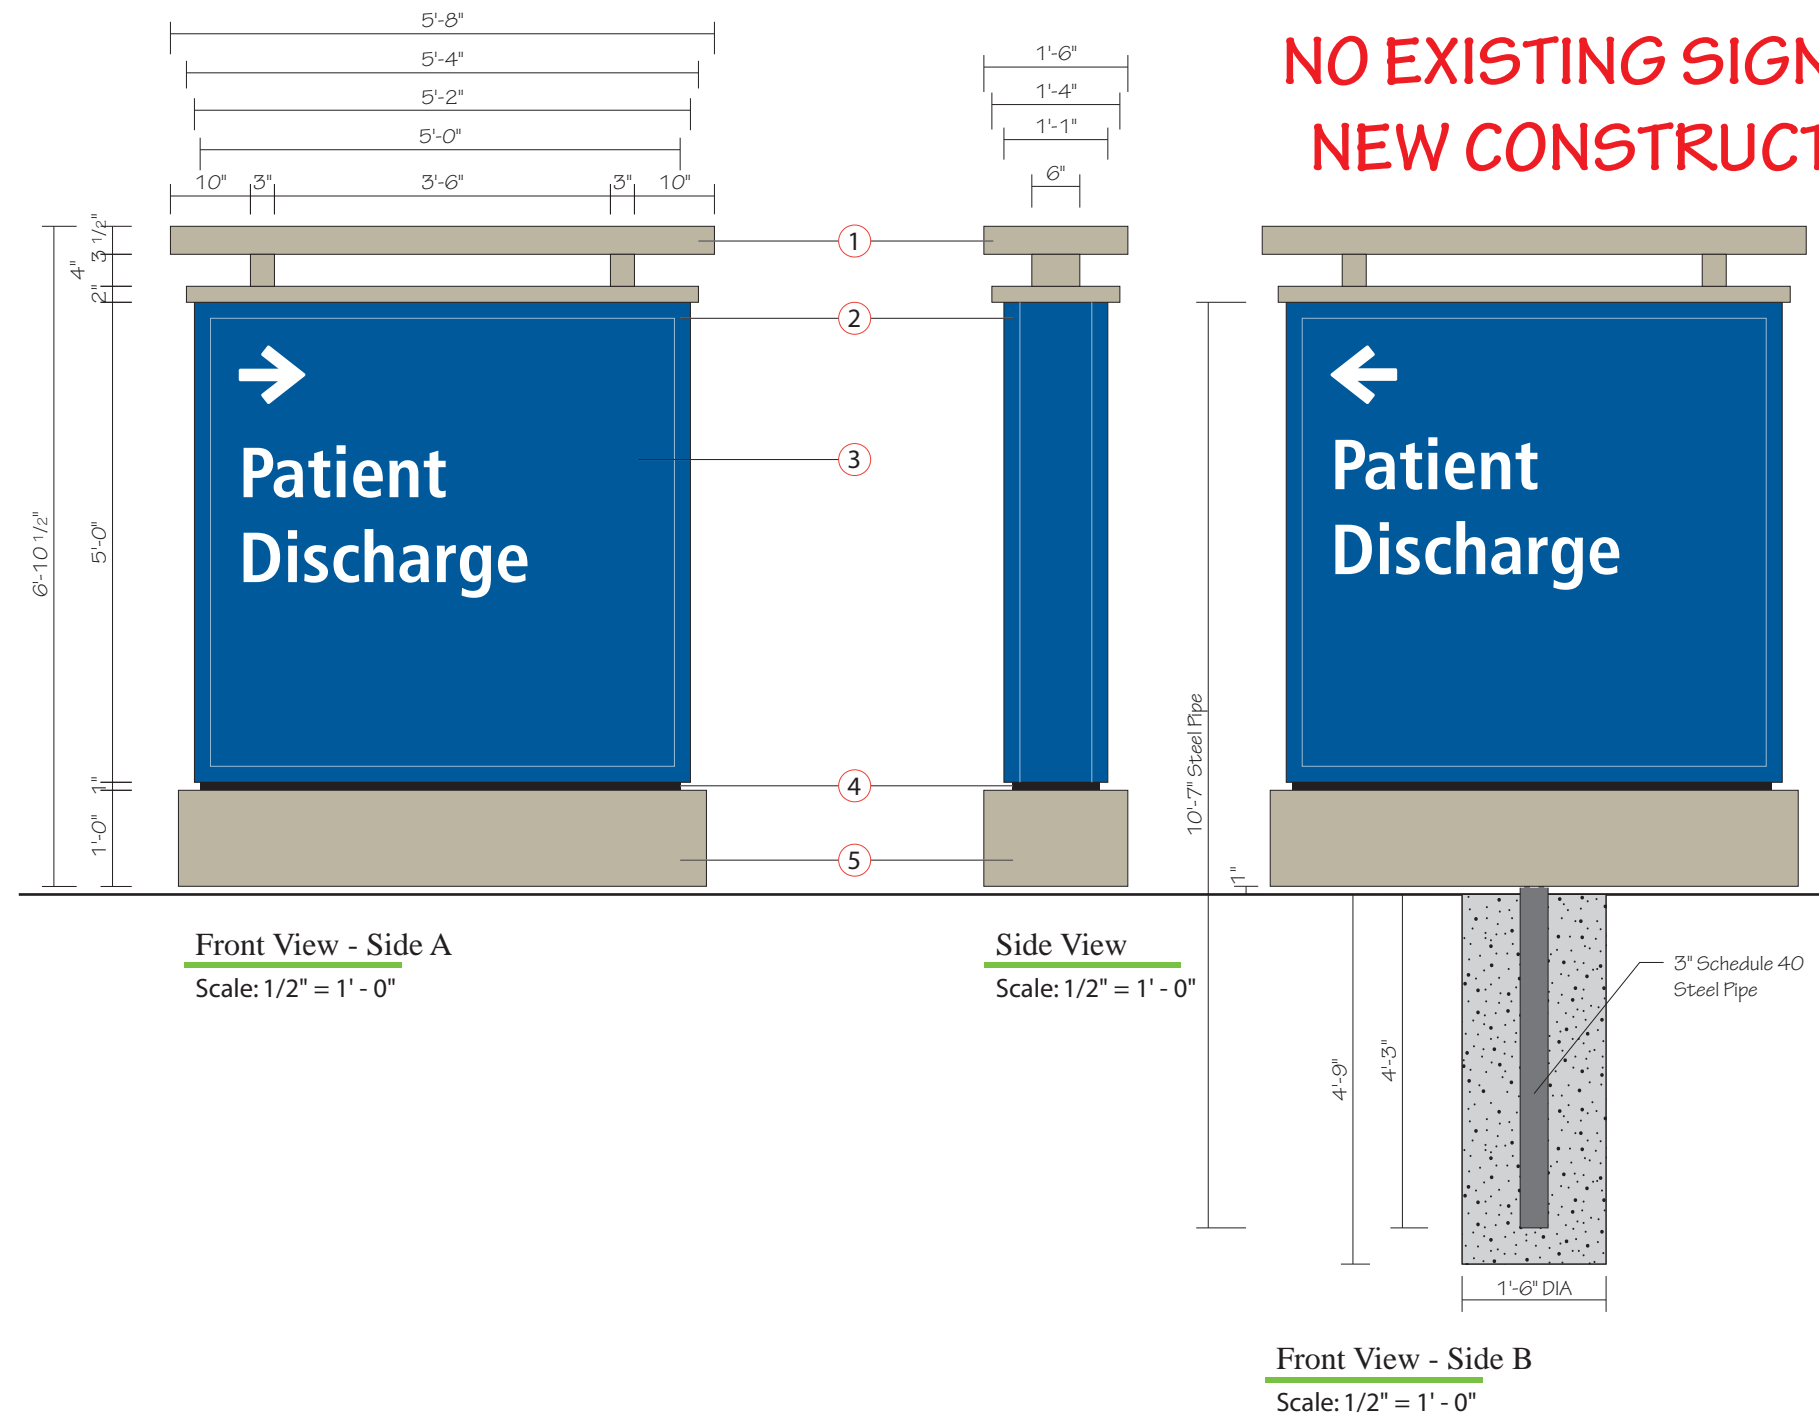 5'-8"
5'-4"
5'-2"
5'-0"
10" 3" 3'-6" 3" 10"
1'-6"
1'-4"
1'-1"
6"
NO EXISTING SIGN
NEW CONSTRUCT
3 1/2"
4"
2"
5'-0"
6'-10 1/2"
1"
1'-0"
1
2
3
4
5
Patient
Discharge
Patient
Discharge
10'-7" Steel Pipe
1"
Front View - Side A
Scale: 1/2" = 1' - 0"
Side View
Scale: 1/2" = 1' - 0"
3" Schedule 40
Steel Pipe
4'-9"
4'-3"
1'-6" DIA
Front View - Side B
Scale: 1/2" = 1' - 0"